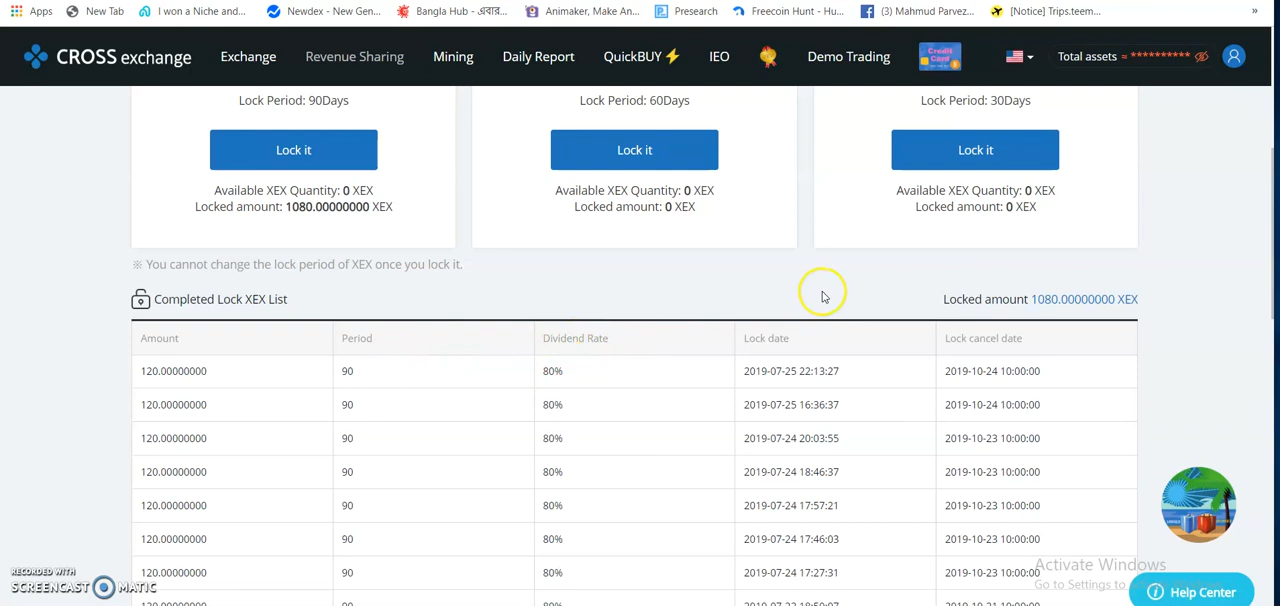 Apps New Tab I won a Niche and... Newdex - New Gen... Bangla Hub - এবার... Animaker, Make An... Presearch Freecoin Hunt - Hu... (3) Mahmud Parvez... [Notice] Trips.teem... »
CROSS exchange Exchange Revenue Sharing Mining Daily Report QuickBUY IEO Demo Trading Credit Card Total assets ≈ **********
Lock Period: 90Days Lock Period: 60Days Lock Period: 30Days
Lock it Lock it Lock it
Available XEX Quantity: 0 XEX Available XEX Quantity: 0 XEX Available XEX Quantity: 0 XEX
Locked amount: 1080.00000000 XEX Locked amount: 0 XEX Locked amount: 0 XEX
※ You cannot change the lock period of XEX once you lock it.
Completed Lock XEX List Locked amount 1080.00000000 XEX
Amount Period Dividend Rate Lock date Lock cancel date
120.00000000 90 80% 2019-07-25 22:13:27 2019-10-24 10:00:00
120.00000000 90 80% 2019-07-25 16:36:37 2019-10-24 10:00:00
120.00000000 90 80% 2019-07-24 20:03:55 2019-10-23 10:00:00
120.00000000 90 80% 2019-07-24 18:46:37 2019-10-23 10:00:00
120.00000000 90 80% 2019-07-24 17:57:21 2019-10-23 10:00:00
120.00000000 90 80% 2019-07-24 17:46:03 2019-10-23 10:00:00
120.00000000 90 80% 2019-07-24 17:27:31 2019-10-23 10:00:00
Activate Windows
Go to Settings to
RECORDED WITH
SCREENCAST MATIC
Help Center